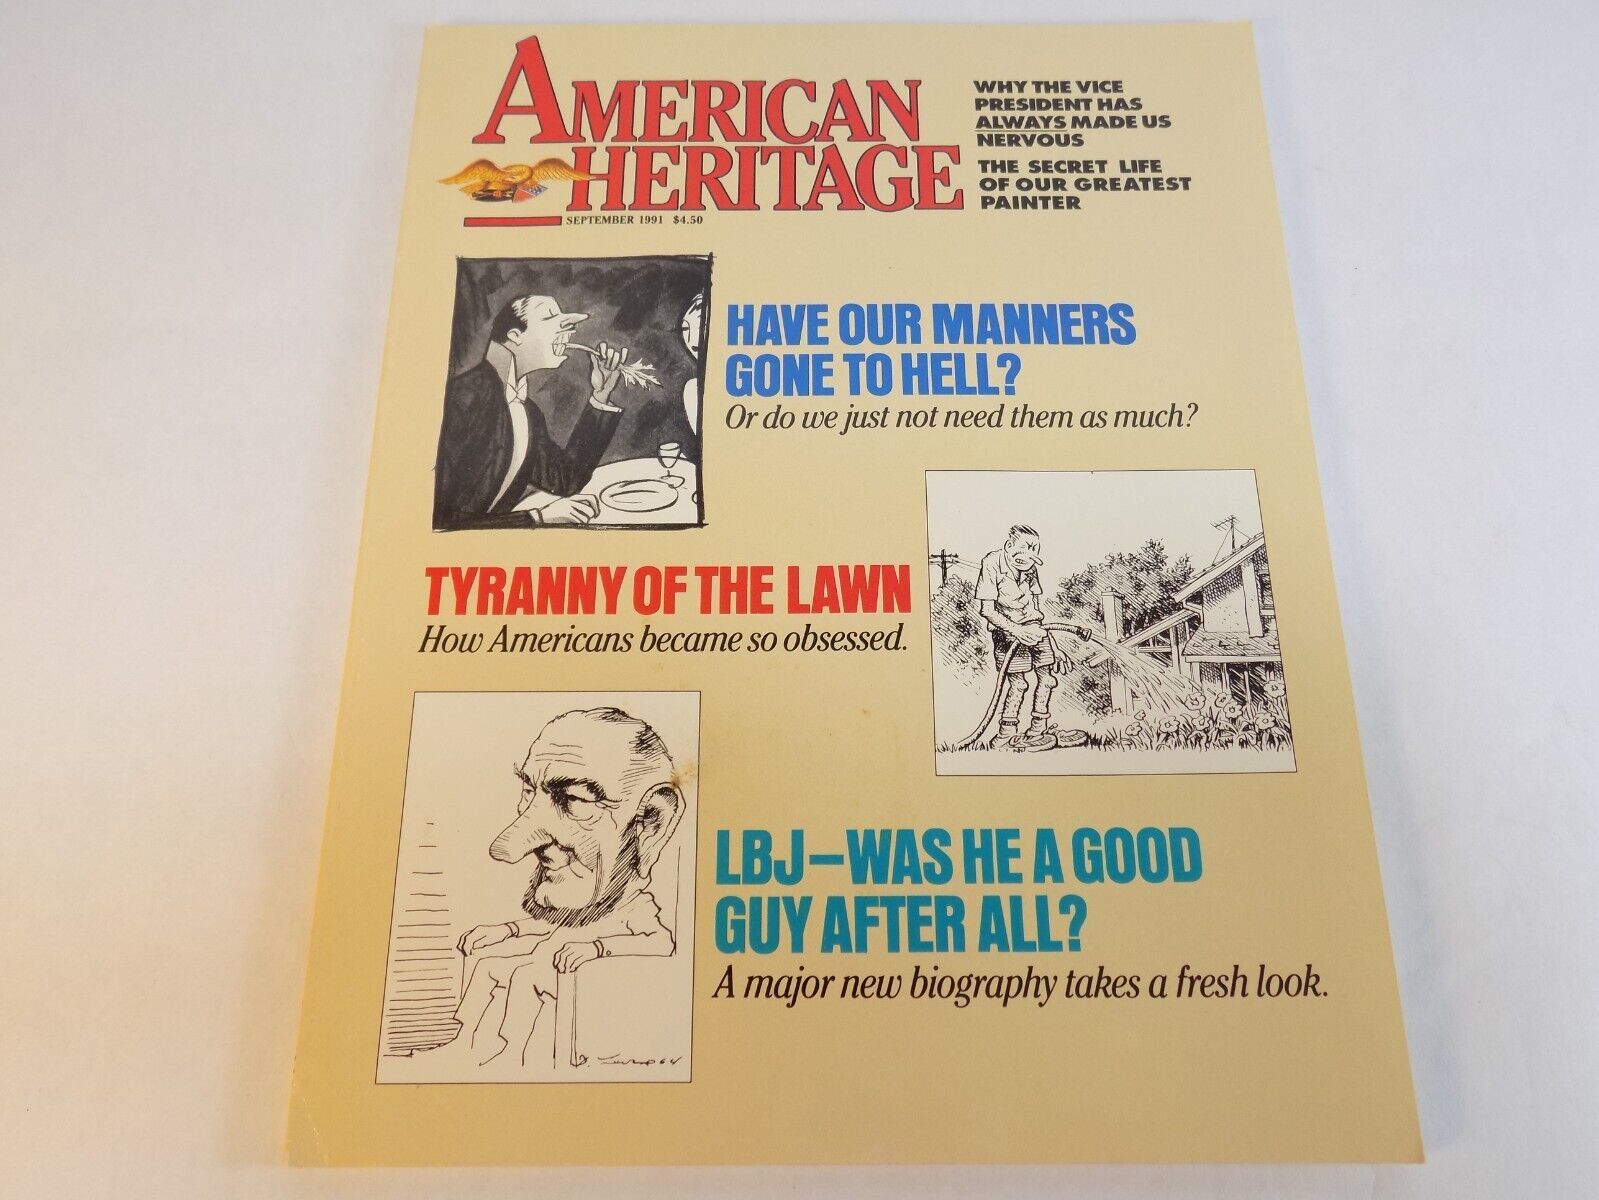 AMERICAN
HERITAGE
SEPTEMBER 1991 $4.50
WHY THE VICE
PRESIDENT HAS
ALWAYS MADE US
NERVOUS
THE SECRET LIFE
OF OUR GREATEST
PAINTER
HAVE OUR MANNERS
GONE TO HELL?
Or do we just not need them as much?
TYRANNY OF THE LAWN
How Americans became so obsessed.
LBJ—WAS HE A GOOD
GUY AFTER ALL?
A major new biography takes a fresh look.